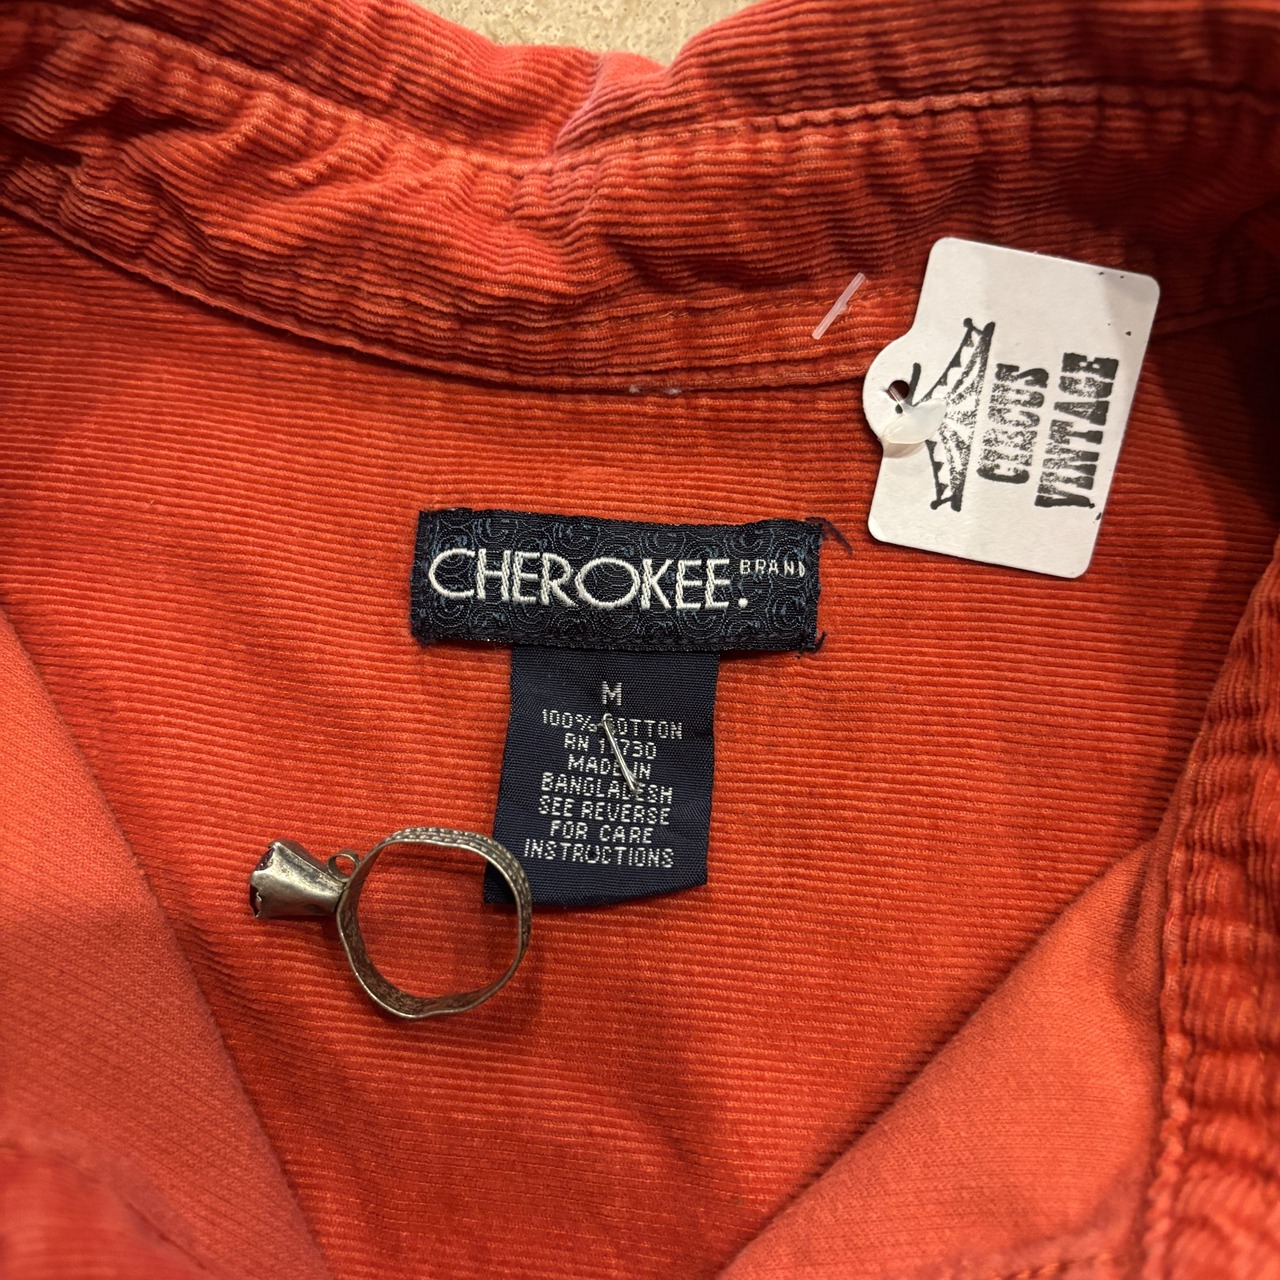 CIRCUS
VINTAGE
CHEROKEE. BRAND
M
100% COTTON
RN
MADE IN
BANGLADESH
SEE REVERSE
FOR CARE
INSTRUCTIONS